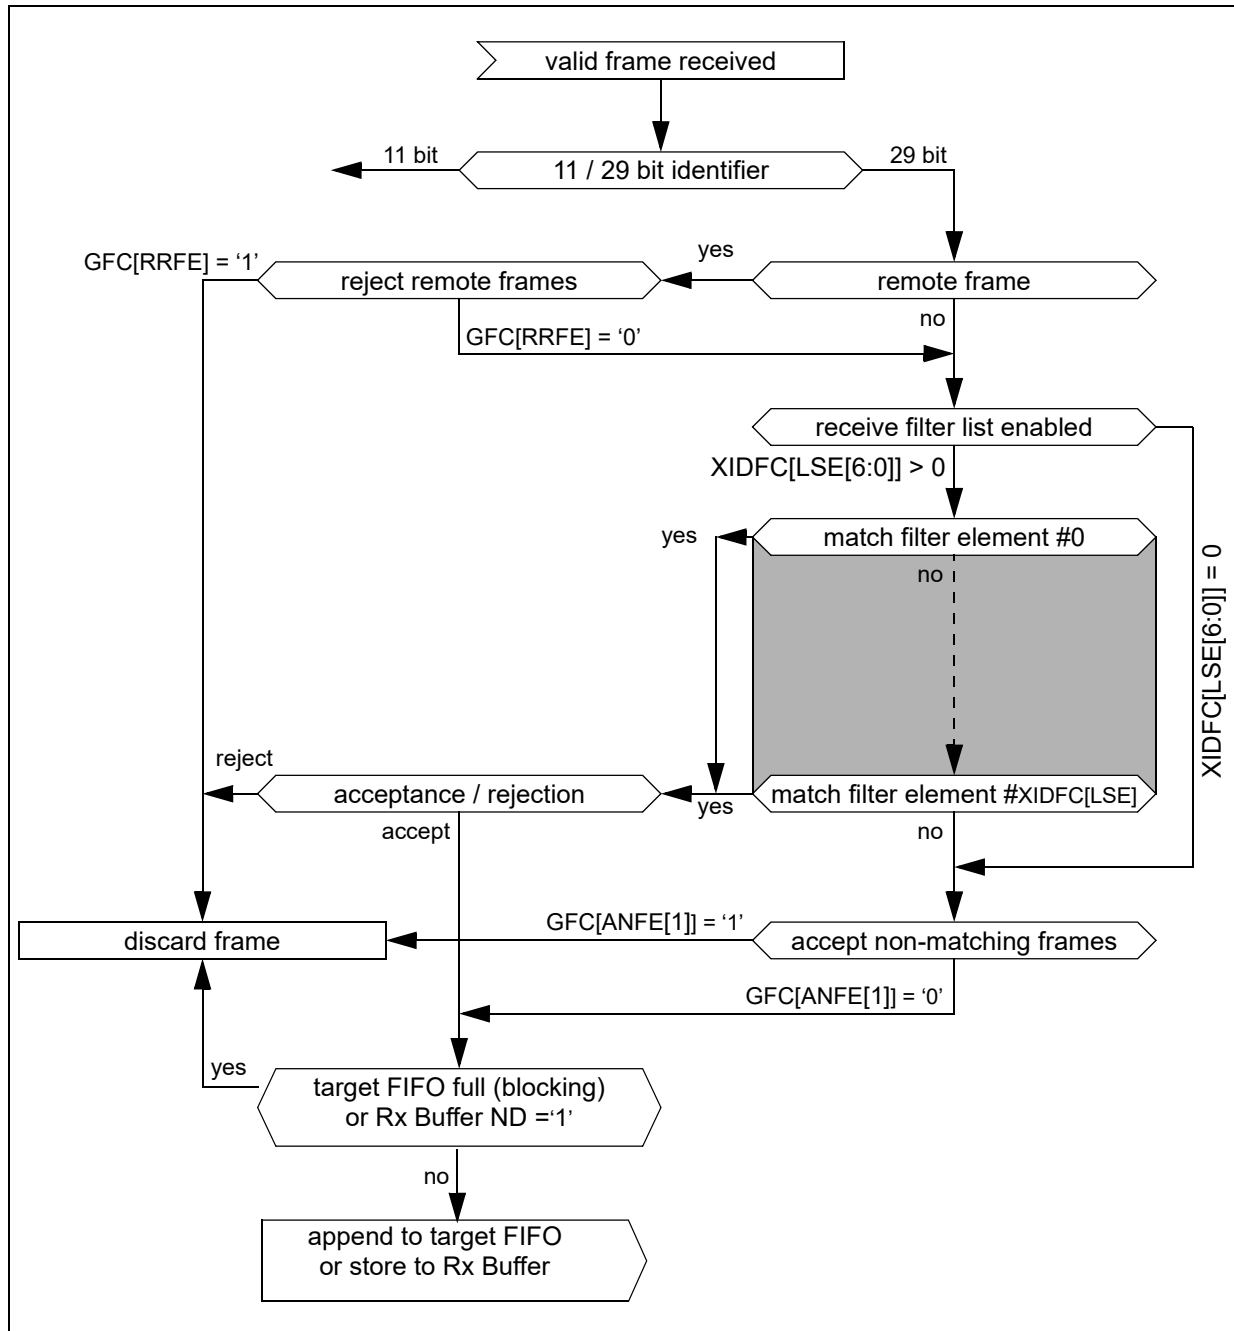 valid frame received
11 bit
11 / 29 bit identifier
29 bit
GFC[RRFE] = ‘1’
reject remote frames
yes
remote frame
no
GFC[RRFE] = ‘0’
receive filter list enabled
XIDFC[LSE[6:0]] > 0
yes
match filter element #0
no
XIDFC[LSE[6:0]] = 0
reject
acceptance / rejection
yes
match filter element #XIDFC[LSE]
accept
no
discard frame
GFC[ANFE[1]] = ‘1’
accept non-matching frames
GFC[ANFE[1]] = ‘0’
yes
target FIFO full (blocking)
or Rx Buffer ND =‘1’
no
append to target FIFO
or store to Rx Buffer